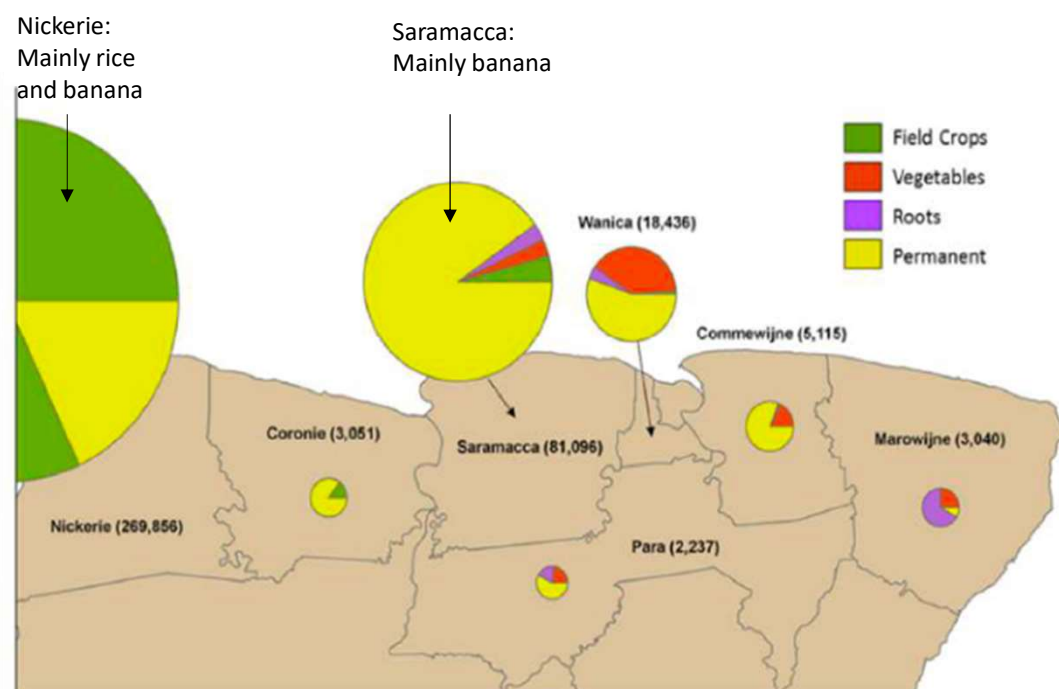 Nickerie:
Mainly rice
and banana
Saramacca:
Mainly banana
Field Crops
Vegetables
Roots
Permanent
Wanica (18,436)
Commewijne (5,115)
Coronie (3,051)
Saramacca (81,096)
Marowijne (3,040)
Nickerie (269,856)
Para (2,237)